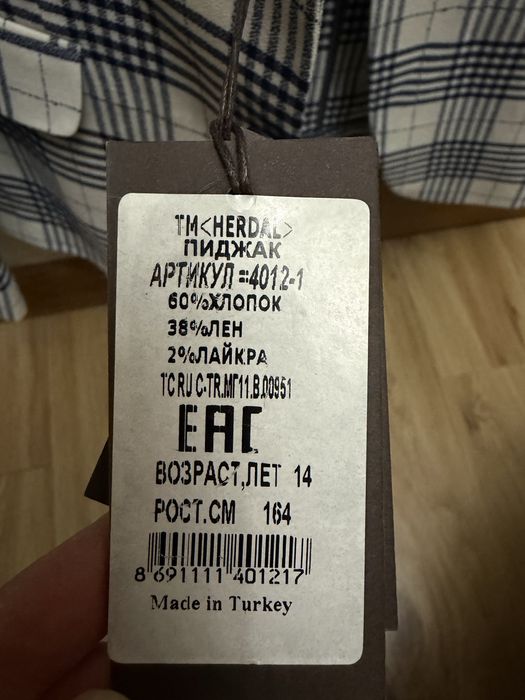 TM<HERDAL>
ПИДЖАК
АРТИКУЛ =4012-1
60%ХЛОПОК
38%ЛЕН
2%ЛАЙКРА
TC RU C-TR.МГ11.В.00951
EAC
ВОЗРАСТ,ЛЕТ 14
РОСТ.СМ 164
8 691111 401217
Made in Turkey